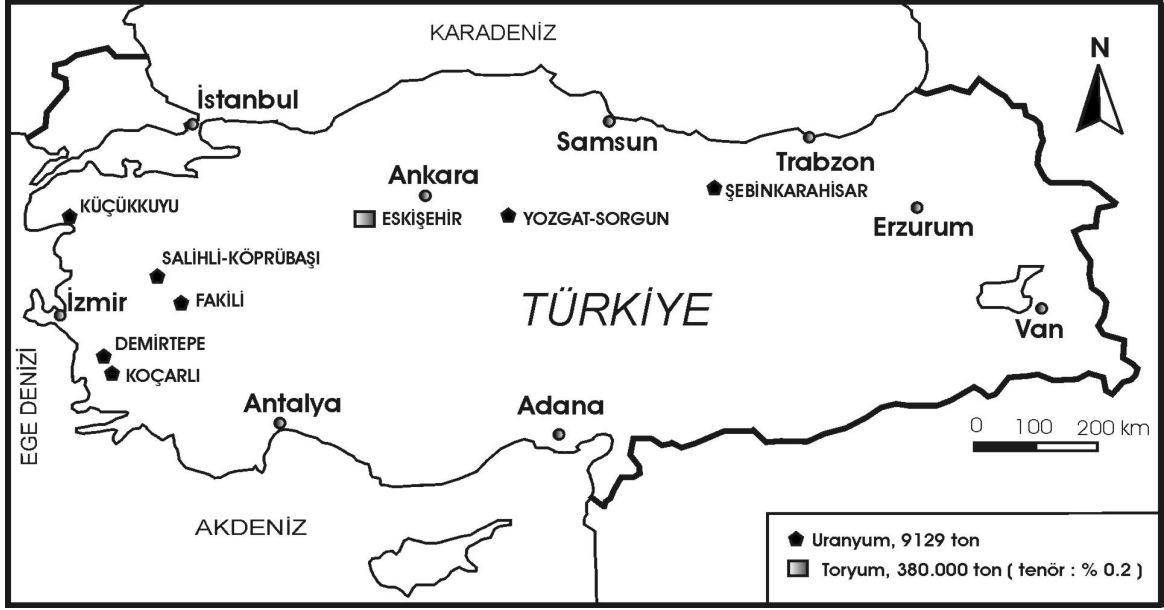 KARADENİZ
N
İstanbul
Samsun
Trabzon
Ankara
ŞEBİNKARAHİSAR
KÜÇÜKKUYU
ESKİŞEHİR
YOZGAT-SORGUN
Erzurum
SALİHLİ-KÖPRÜBAŞI
FAKILI
İzmir
TÜRKİYE
Van
DEMİRTEPE
KOÇARLI
EGE DENİZİ
Antalya
Adana
0 100 200 km
AKDENİZ
Uranyum, 9129 ton
Toryum, 380.000 ton ( tenör : % 0.2 )